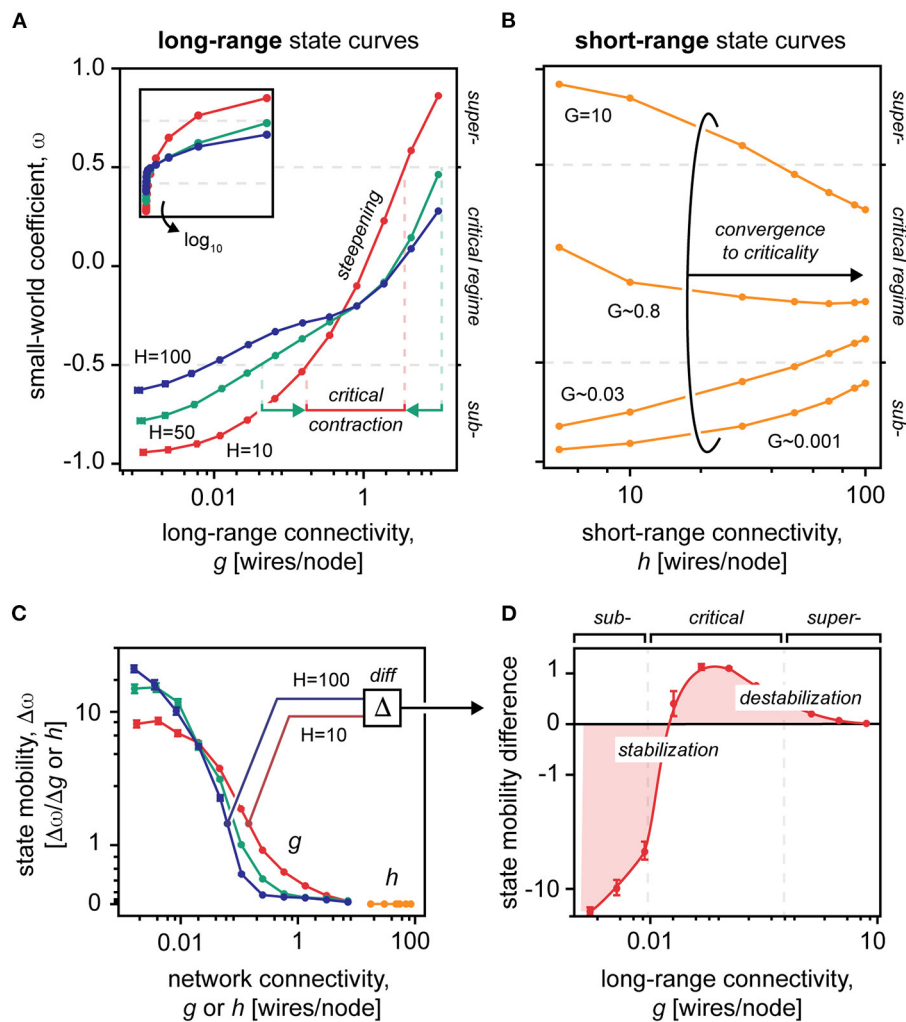 A
long-range state curves
1.0
0.5
0.0
-0.5
-1.0
small-world coefficient, ω
log10
steepening
H=100
H=50
H=10
critical
contraction
super-
critical regime
sub-
0.01
1
long-range connectivity,
g [wires/node]
B
short-range state curves
G=10
convergence
to criticality
G~0.8
G~0.03
G~0.001
super-
critical regime
sub-
10
100
short-range connectivity,
h [wires/node]
C
state mobility, Δω
[Δω/Δg or h]
10
1
0
H=100
H=10
diff
Δ
g
h
0.01
1
100
network connectivity,
g or h [wires/node]
D
sub-
critical
super-
state mobility difference
1
0
-1
-10
destabilization
stabilization
0.01
10
long-range connectivity,
g [wires/node]